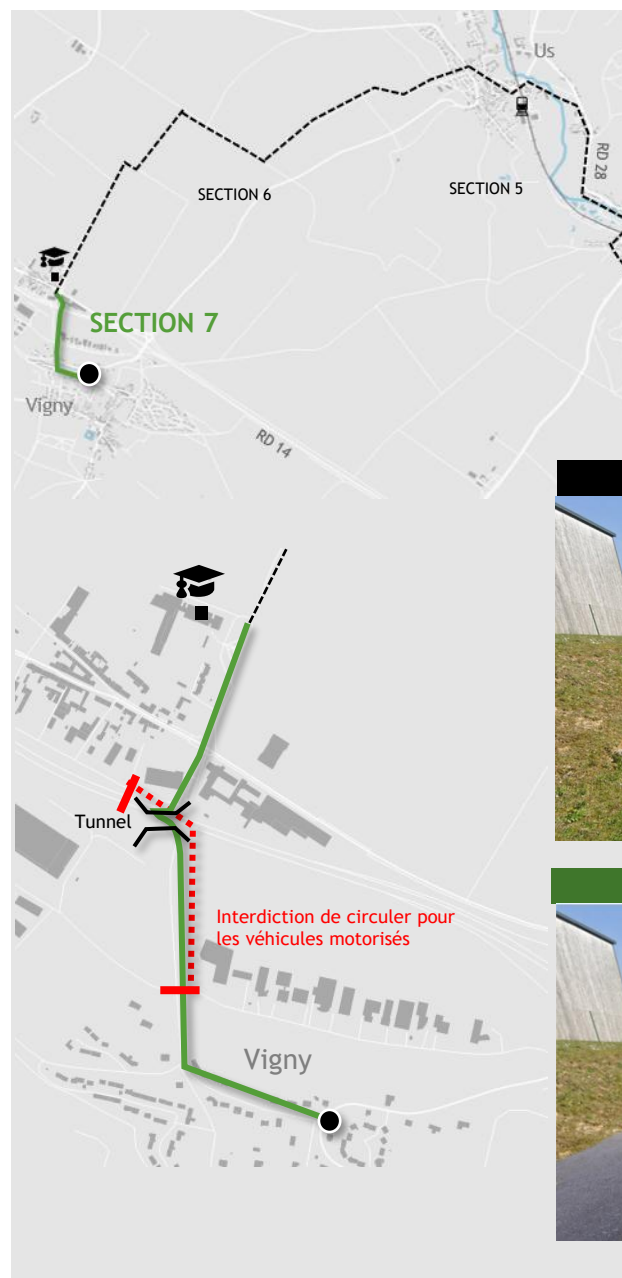 Us
RD 28
SECTION 6
SECTION 5
SECTION 7
Vigny
RD 14
Tunnel
Interdiction de circuler pour
les véhicules motorisés
Vigny